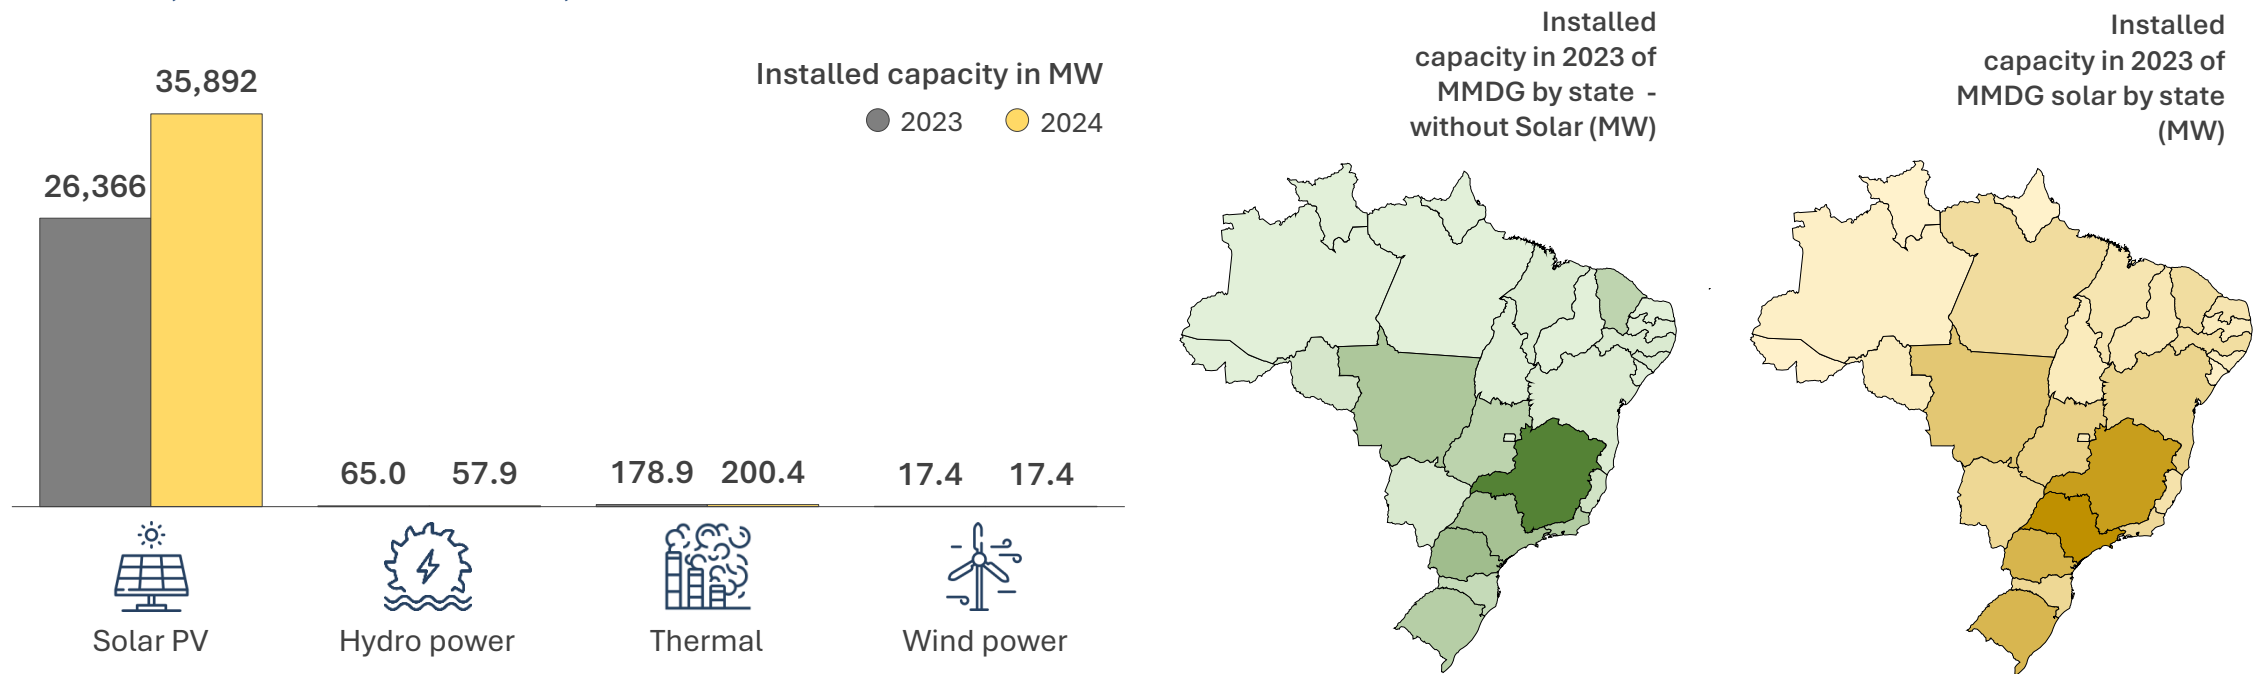 35,892
26,366
Installed capacity in MW
2023 2024
65.0 57.9
178.9 200.4
17.4 17.4
Solar PV
Hydro power
Thermal
Wind power
Installed
capacity in 2023 of
MMDG by state -
without Solar (MW)
Installed
capacity in 2023 of
MMDG solar by state
(MW)